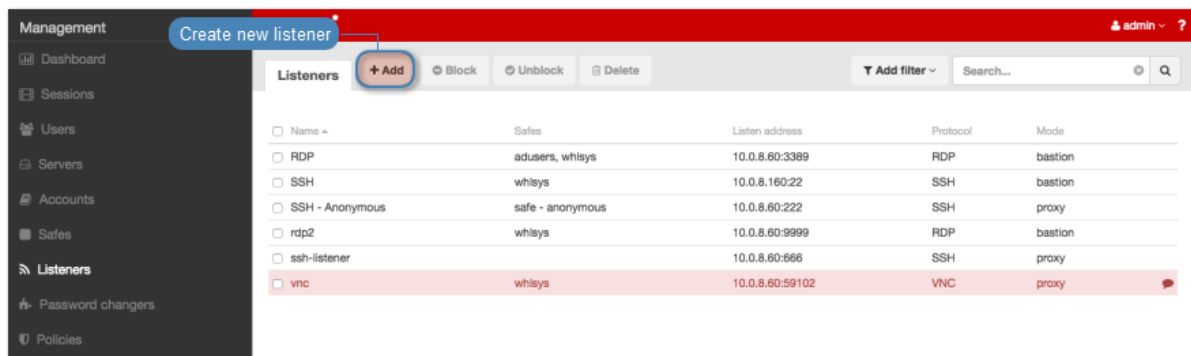 Management
Create new listener
admin
?
Dashboard
Sessions
Users
Servers
Accounts
Safes
Listeners
Password changers
Policies
Listeners
+ Add
Block
Unblock
Delete
Add filter
Search...
Name Safes Listen address Protocol Mode
RDP adusers, whlsys 10.0.8.60:3389 RDP bastion
SSH whlsys 10.0.8.160:22 SSH bastion
SSH - Anonymous safe - anonymous 10.0.8.60:222 SSH proxy
rdp2 whlsys 10.0.8.60:9999 RDP bastion
ssh-listener 10.0.8.60:666 SSH proxy
vnc whlsys 10.0.8.60:59102 VNC proxy